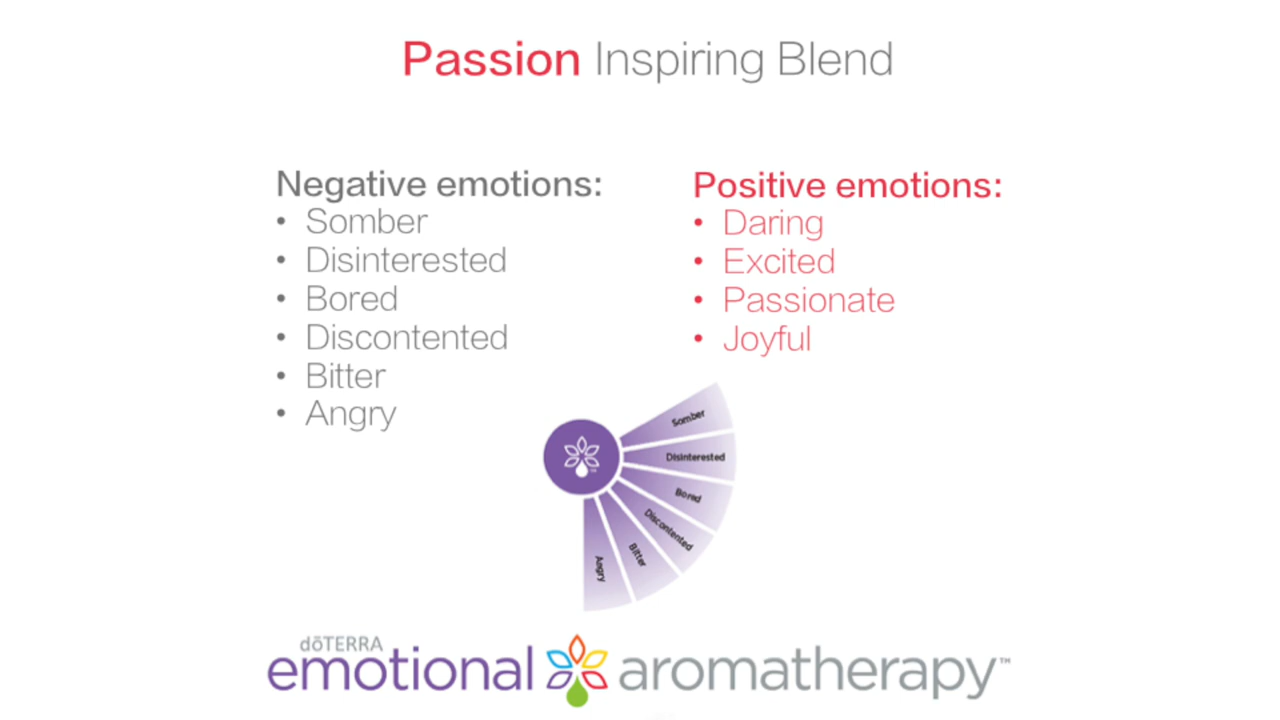 Passion Inspiring Blend
Negative emotions:
• Somber
• Disinterested
• Bored
• Discontented
• Bitter
• Angry
Positive emotions:
• Daring
• Excited
• Passionate
• Joyful
Somber
Disinterested
Bored
Discontented
Bitter
Angry
dōTERRA
emotional aromatherapy™